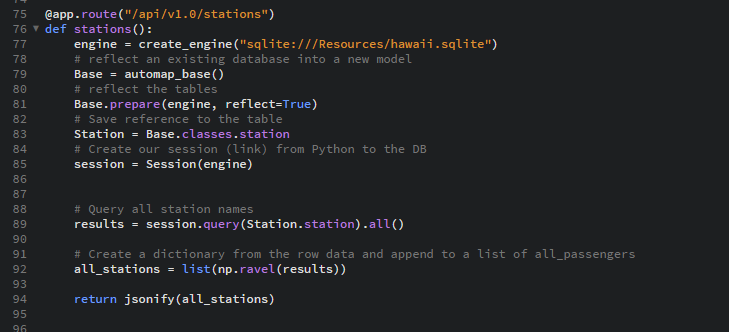 75 @app.route("/api/v1.0/stations")
76 def stations():
77 engine = create_engine("sqlite:///Resources/hawaii.sqlite")
78 # reflect an existing database into a new model
79 Base = automap_base()
80 # reflect the tables
81 Base.prepare(engine, reflect=True)
82 # Save reference to the table
83 Station = Base.classes.station
84 # Create our session (link) from Python to the DB
85 session = Session(engine)
86
87
88 # Query all station names
89 results = session.query(Station.station).all()
90
91 # Create a dictionary from the row data and append to a list of all_passengers
92 all_stations = list(np.ravel(results))
93
94 return jsonify(all_stations)
95
96